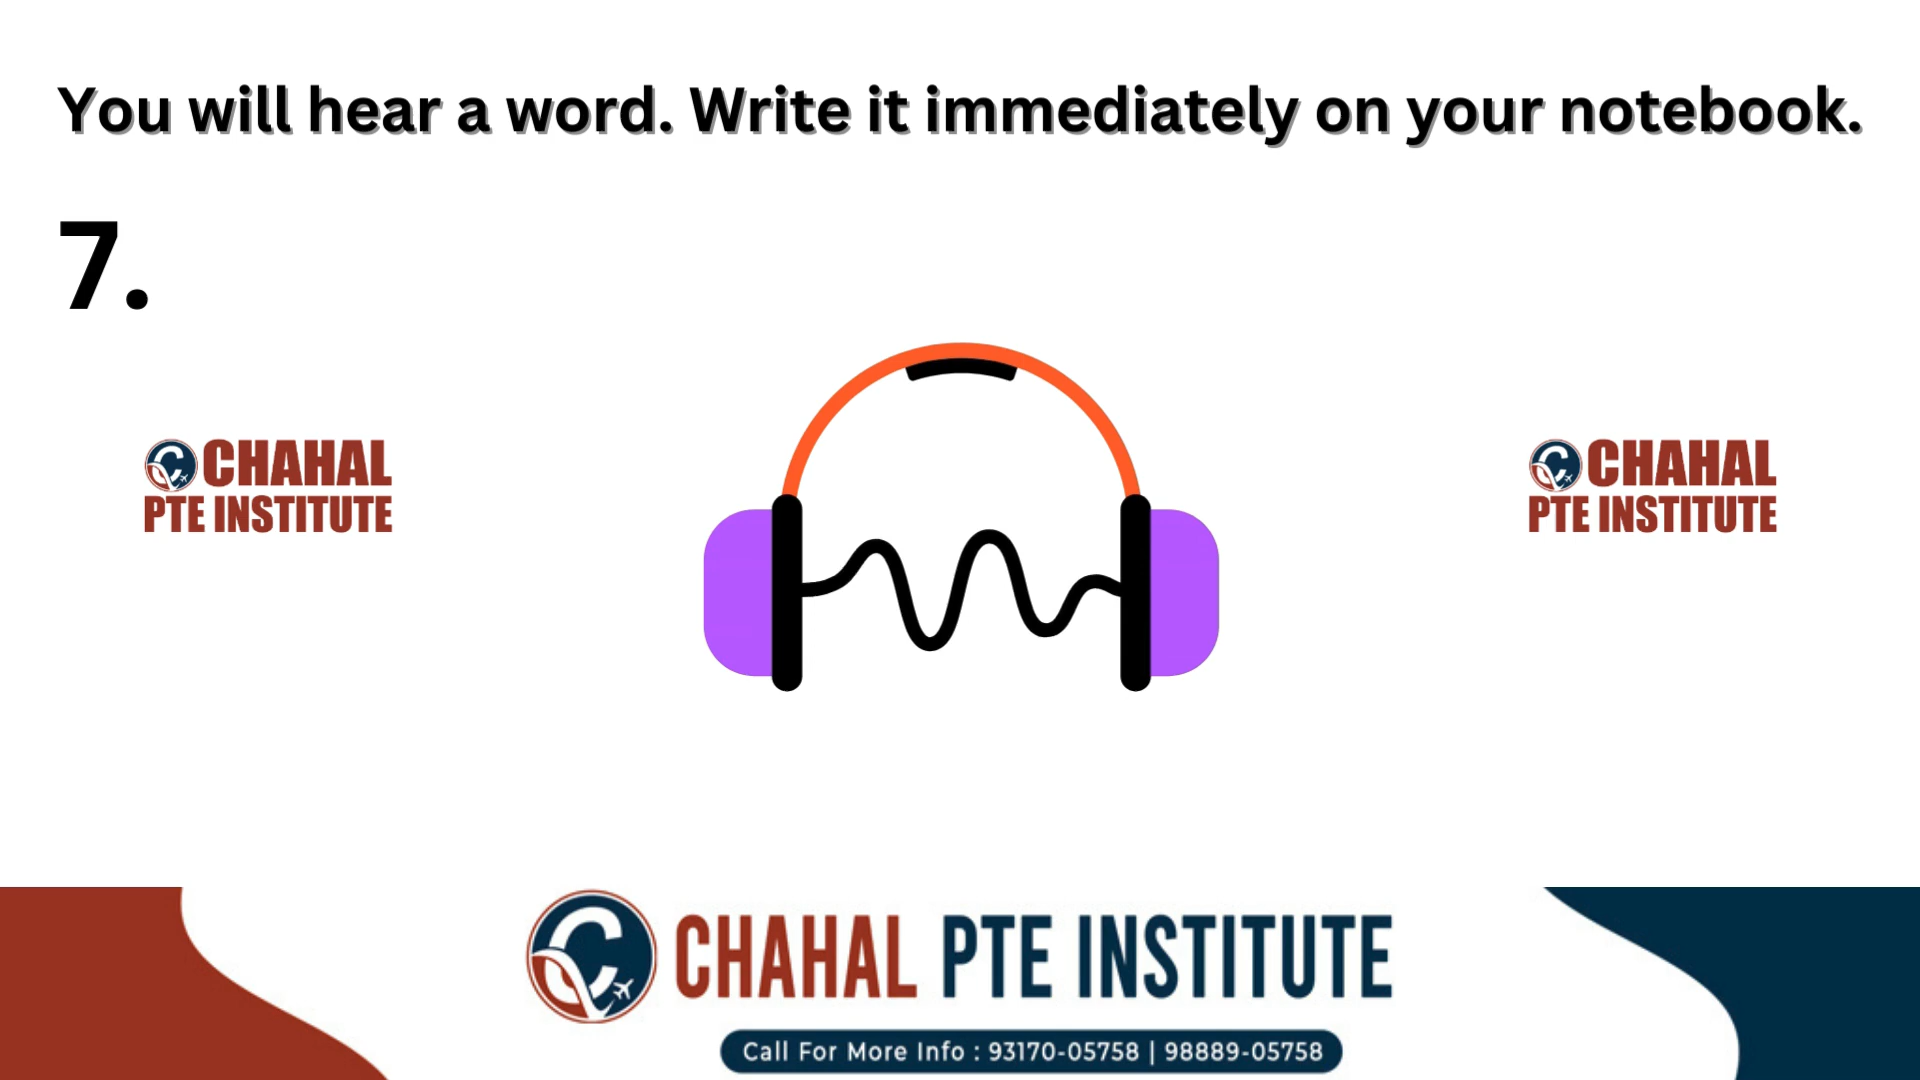 You will hear a word. Write it immediately on your notebook.
7.
CHAHAL
PTE INSTITUTE
CHAHAL
PTE INSTITUTE
CHAHAL PTE INSTITUTE
Call For More Info : 93170-05758 | 98889-05758